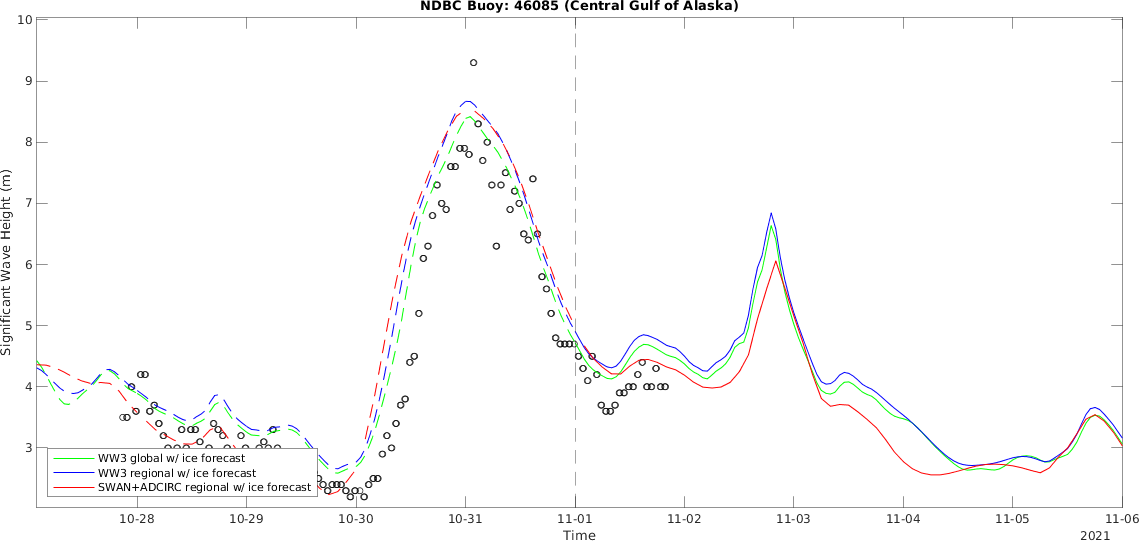 NDBC Buoy: 46085 (Central Gulf of Alaska)
10
9
8
7
6
5
4
3
Significant Wave Height (m)
WW3 global w/ ice forecast
WW3 regional w/ ice forecast
SWAN+ADCIRC regional w/ ice forecast
10-28 10-29 10-30 10-31 11-01 11-02 11-03 11-04 11-05 11-06
Time
2021